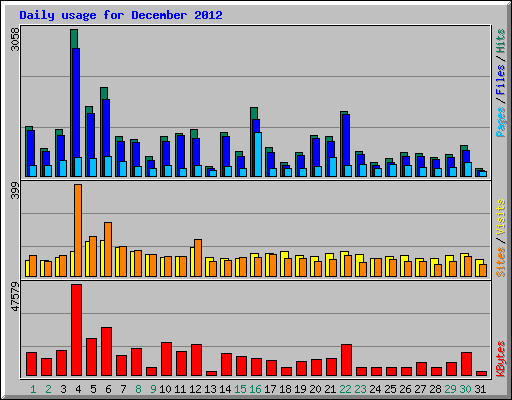 Daily usage for December 2012
3058
Pages / Files / Hits
399
Sites / Visits
47579
KBytes
1 2 3 4 5 6 7 8 9 10 11 12 13 14 15 16 17 18 19 20 21 22 23 24 25 26 27 28 29 30 31